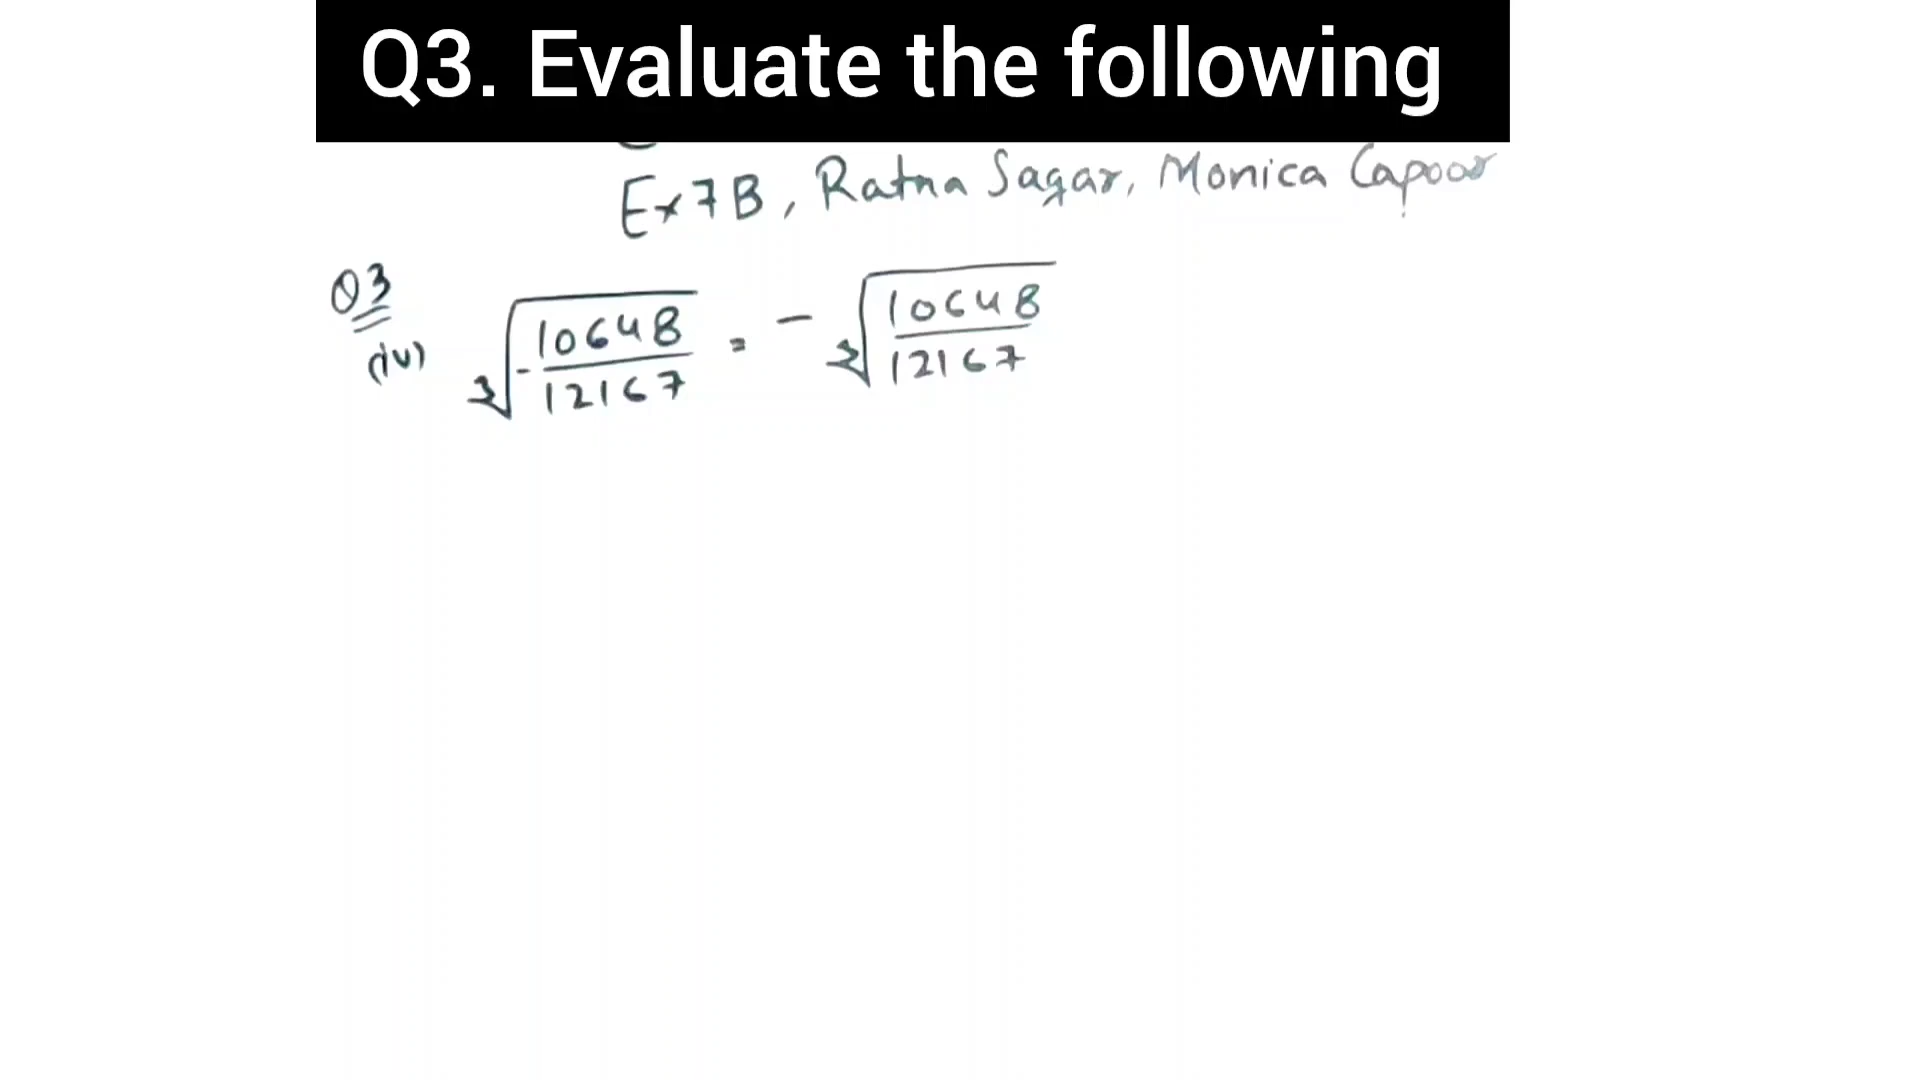 Q3. Evaluate the following
Ex 7B, Ratna Sagar, Monica Capoor
Q3
(iv) ∛(-10648/12167) = -∛(10648/12167)